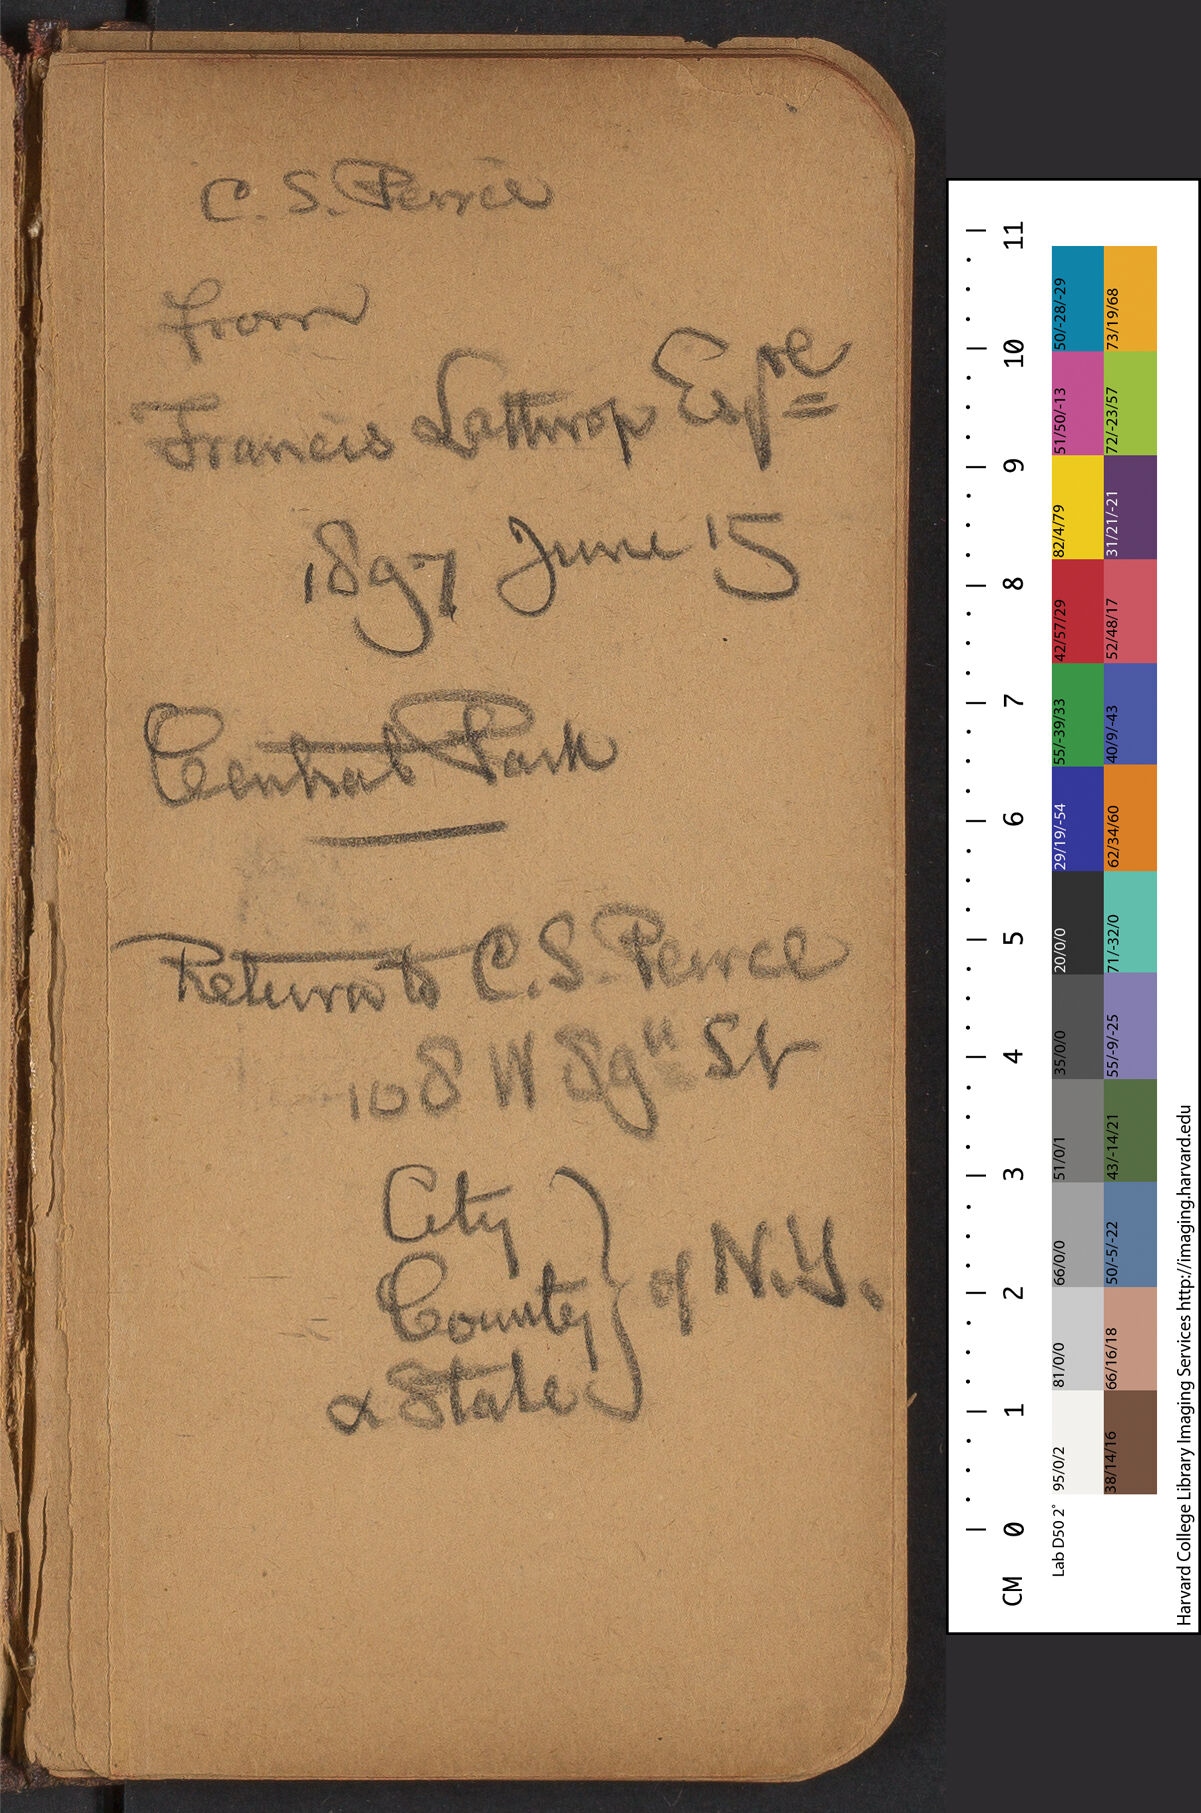 C. S. Peirce
from
Francis Lathrop Esqre
1897 June 15
Central Park
Return to C. S. Peirce
108 W 89th St
City
County
& State
of N.Y.
11
10
9
8
7
6
5
4
3
2
1
0
CM
50/-28/-29
73/19/68
51/50/-13
72/-23/57
82/4/79
31/21/-21
42/57/29
52/48/17
55/-39/33
40/9/-43
29/19/-54
62/34/60
20/0/0
71/-32/0
35/0/0
55/-9/-25
51/0/1
43/-14/21
66/0/0
50/-5/-22
81/0/0
66/16/18
95/0/2
38/14/16
Lab D50 2°
Harvard College Library Imaging Services http://imaging.harvard.edu